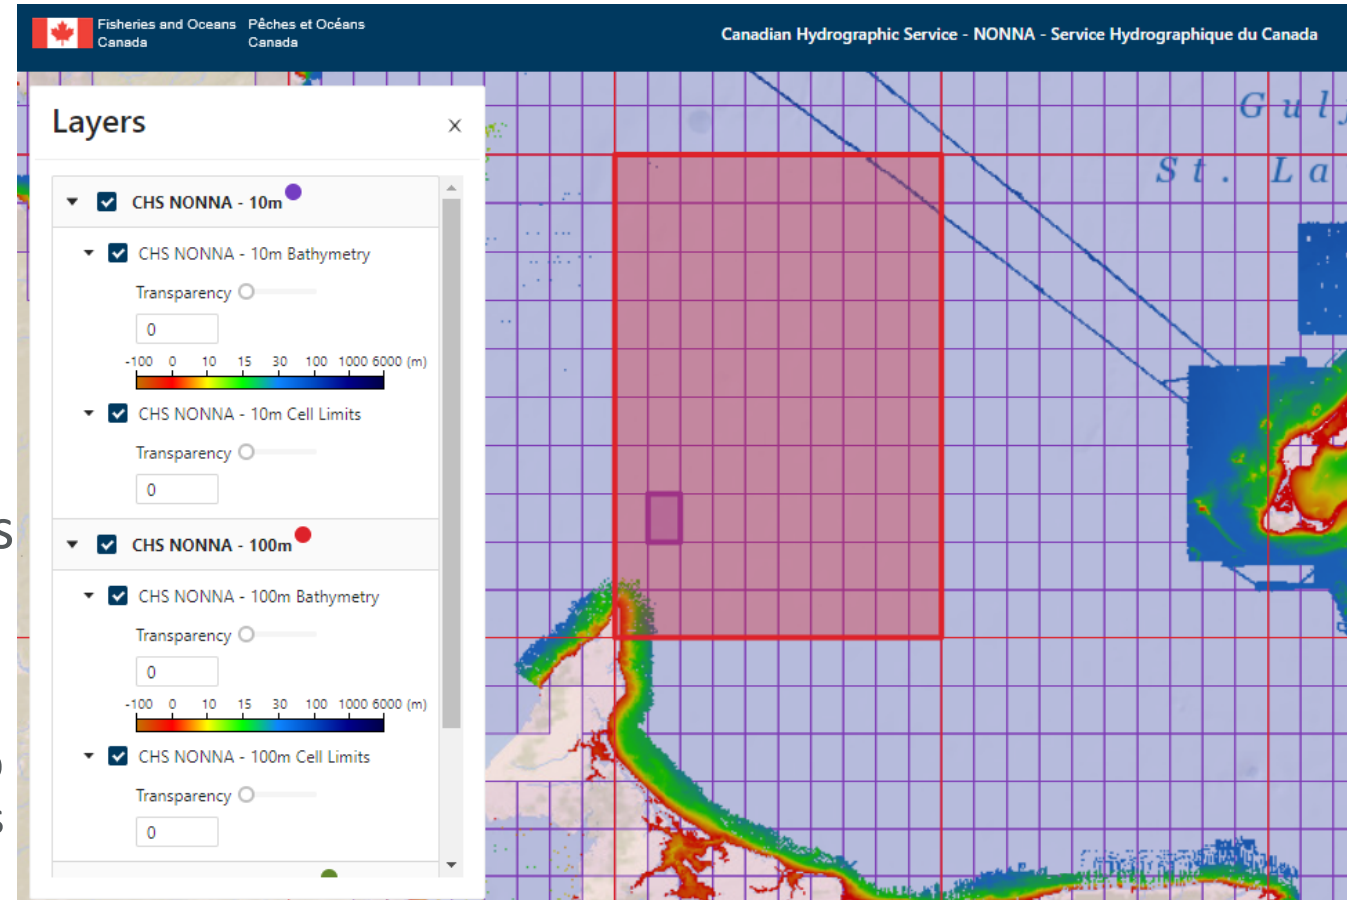 Fisheries and Oceans Pêches et Océans
Canada Canada
Canadian Hydrographic Service - NONNA - Service Hydrographique du Canada
Layers
CHS NONNA - 10m
CHS NONNA - 10m Bathymetry
Transparency
0
-100 0 10 15 30 100 1000 6000 (m)
CHS NONNA - 10m Cell Limits
Transparency
0
CHS NONNA - 100m
CHS NONNA - 100m Bathymetry
Transparency
0
-100 0 10 15 30 100 1000 6000 (m)
CHS NONNA - 100m Cell Limits
Transparency
0
Gul
St. La
s
s